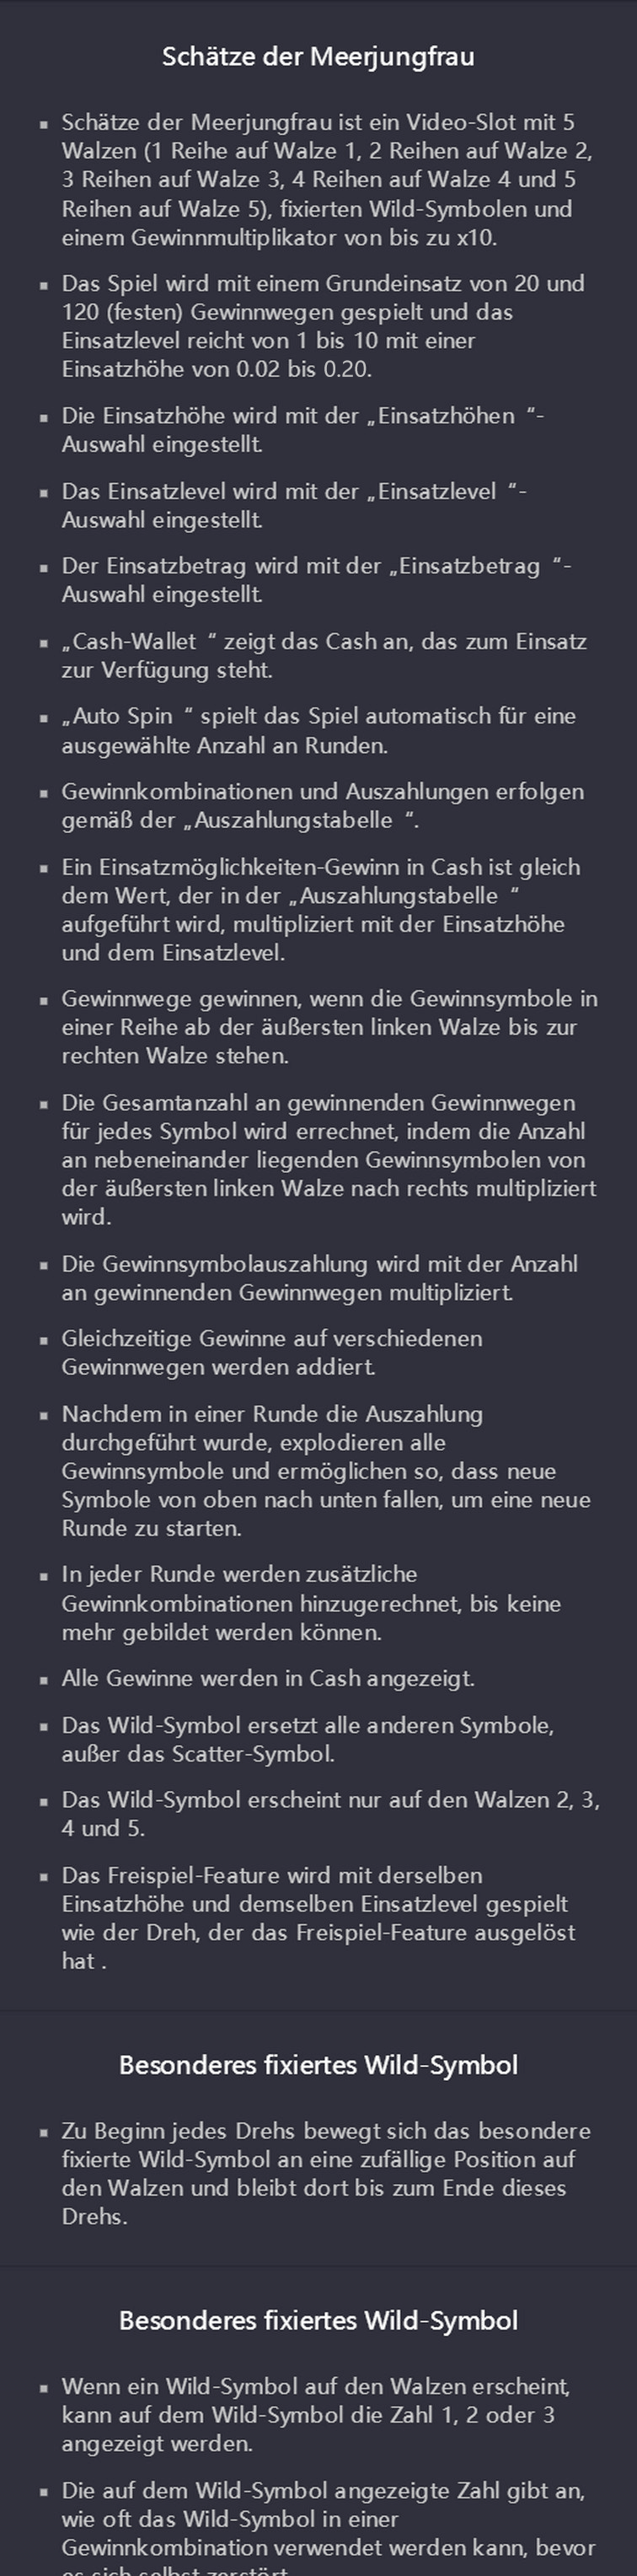 Schätze der Meerjungfrau
▪ Schätze der Meerjungfrau ist ein Video-Slot mit 5
Walzen (1 Reihe auf Walze 1, 2 Reihen auf Walze 2,
3 Reihen auf Walze 3, 4 Reihen auf Walze 4 und 5
Reihen auf Walze 5), fixierten Wild-Symbolen und
einem Gewinnmultiplikator von bis zu x10.
▪ Das Spiel wird mit einem Grundeinsatz von 20 und
120 (festen) Gewinnwegen gespielt und das
Einsatzlevel reicht von 1 bis 10 mit einer
Einsatzhöhe von 0.02 bis 0.20.
▪ Die Einsatzhöhe wird mit der „Einsatzhöhen “-
Auswahl eingestellt.
▪ Das Einsatzlevel wird mit der „Einsatzlevel “-
Auswahl eingestellt.
▪ Der Einsatzbetrag wird mit der „Einsatzbetrag “-
Auswahl eingestellt.
▪ „Cash-Wallet “ zeigt das Cash an, das zum Einsatz
zur Verfügung steht.
▪ „Auto Spin “ spielt das Spiel automatisch für eine
ausgewählte Anzahl an Runden.
▪ Gewinnkombinationen und Auszahlungen erfolgen
gemäß der „Auszahlungstabelle “.
▪ Ein Einsatzmöglichkeiten-Gewinn in Cash ist gleich
dem Wert, der in der „Auszahlungstabelle “
aufgeführt wird, multipliziert mit der Einsatzhöhe
und dem Einsatzlevel.
▪ Gewinnwege gewinnen, wenn die Gewinnsymbole in
einer Reihe ab der äußersten linken Walze bis zur
rechten Walze stehen.
▪ Die Gesamtanzahl an gewinnenden Gewinnwegen
für jedes Symbol wird errechnet, indem die Anzahl
an nebeneinander liegenden Gewinnsymbolen von
der äußersten linken Walze nach rechts multipliziert
wird.
▪ Die Gewinnsymbolauszahlung wird mit der Anzahl
an gewinnenden Gewinnwegen multipliziert.
▪ Gleichzeitige Gewinne auf verschiedenen
Gewinnwegen werden addiert.
▪ Nachdem in einer Runde die Auszahlung
durchgeführt wurde, explodieren alle
Gewinnsymbole und ermöglichen so, dass neue
Symbole von oben nach unten fallen, um eine neue
Runde zu starten.
▪ In jeder Runde werden zusätzliche
Gewinnkombinationen hinzugerechnet, bis keine
mehr gebildet werden können.
▪ Alle Gewinne werden in Cash angezeigt.
▪ Das Wild-Symbol ersetzt alle anderen Symbole,
außer das Scatter-Symbol.
▪ Das Wild-Symbol erscheint nur auf den Walzen 2, 3,
4 und 5.
▪ Das Freispiel-Feature wird mit derselben
Einsatzhöhe und demselben Einsatzlevel gespielt
wie der Dreh, der das Freispiel-Feature ausgelöst
hat .
Besonderes fixiertes Wild-Symbol
▪ Zu Beginn jedes Drehs bewegt sich das besondere
fixierte Wild-Symbol an eine zufällige Position auf
den Walzen und bleibt dort bis zum Ende dieses
Drehs.
Besonderes fixiertes Wild-Symbol
▪ Wenn ein Wild-Symbol auf den Walzen erscheint,
kann auf dem Wild-Symbol die Zahl 1, 2 oder 3
angezeigt werden.
▪ Die auf dem Wild-Symbol angezeigte Zahl gibt an,
wie oft das Wild-Symbol in einer
Gewinnkombination verwendet werden kann, bevor
es sich selbst zerstört